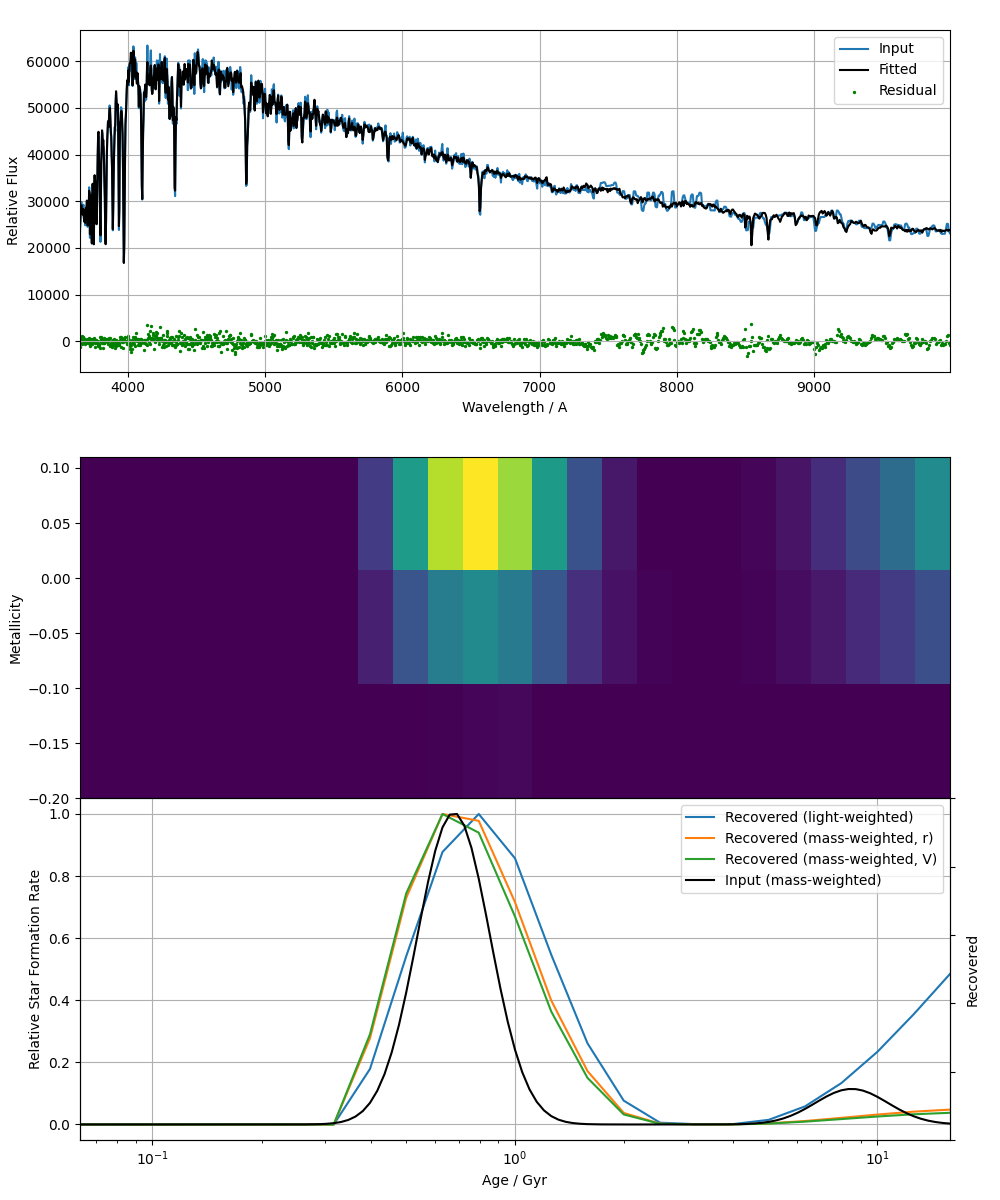 60000
50000
40000
30000
20000
10000
0
Relative Flux
Input
Fitted
Residual
4000 5000 6000 7000 8000 9000
Wavelength / A
0.10
0.05
0.00
−0.05
−0.10
−0.15
−0.20
Metallicity
1.0
0.8
0.6
0.4
0.2
0.0
Relative Star Formation Rate
Recovered (light-weighted)
Recovered (mass-weighted, r)
Recovered (mass-weighted, V)
Input (mass-weighted)
Recovered
10⁻¹ 10⁰ 10¹
Age / Gyr